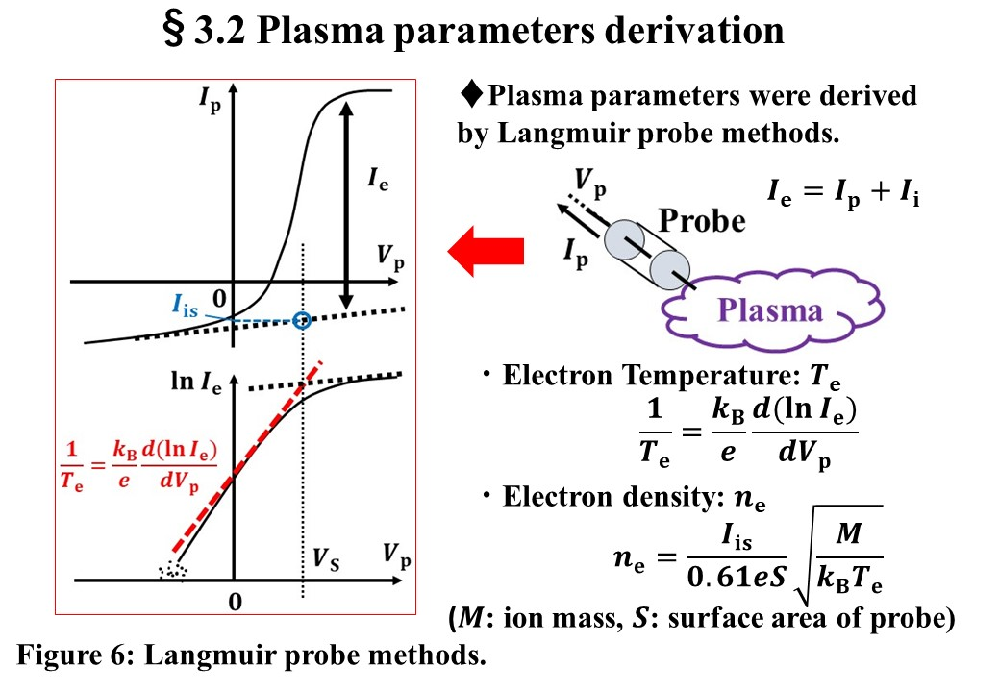 §3.2 Plasma parameters derivation
♦Plasma parameters were derived
by Langmuir probe methods.
I_p
I_e
V_p
0
I_is
ln I_e
1/T_e = k_B/e d(ln I_e)/dV_p
V_S
V_p
0
V_p
I_p
Probe
I_e = I_p + I_i
Plasma
・Electron Temperature: T_e
1/T_e = k_B/e d(ln I_e)/dV_p
・Electron density: n_e
n_e = I_is/0.61eS √(M/k_BT_e)
(M: ion mass, S: surface area of probe)
Figure 6: Langmuir probe methods.